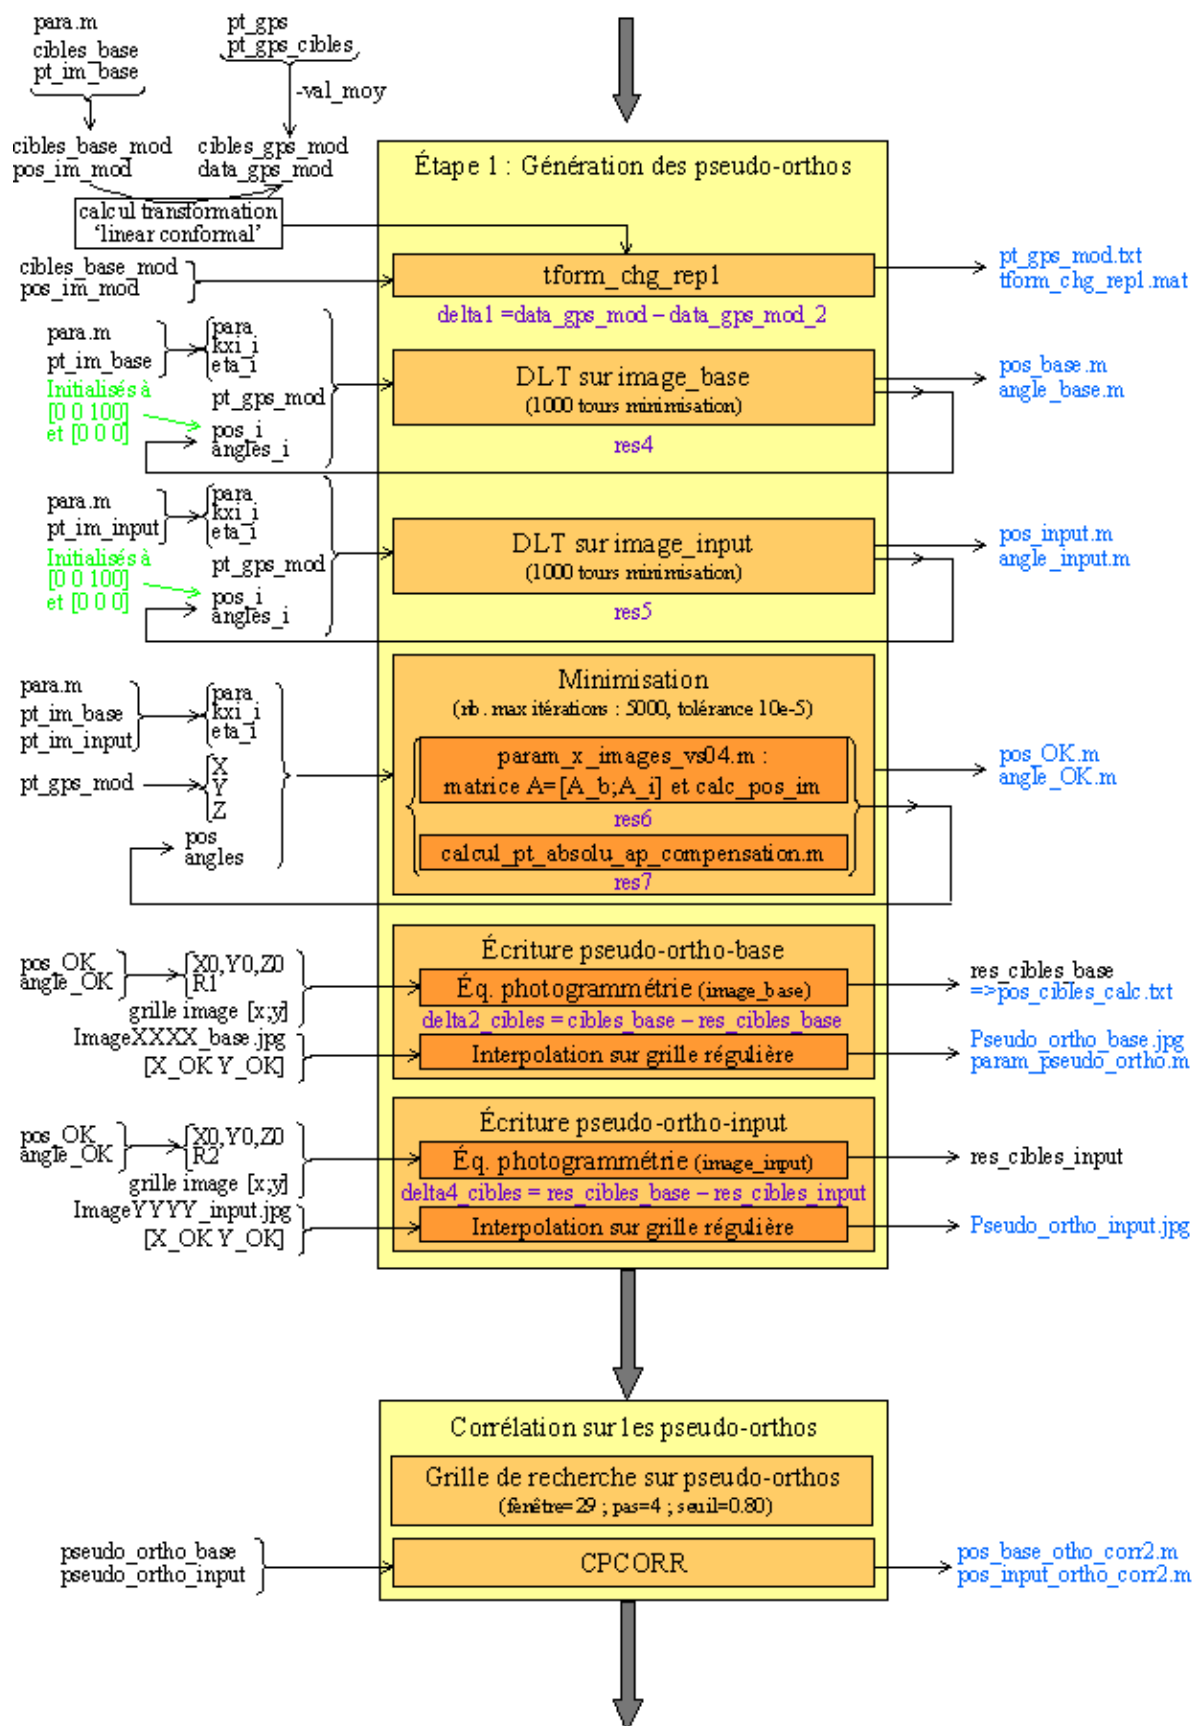 para.m
cibles_base
pt_im_base
pt_gps
pt_gps_cibles
-val_moy
cibles_base_mod
pos_im_mod
cibles_gps_mod
data_gps_mod
calcul transformation
‘linear conformal’
Étape 1 : Génération des pseudo-orthos
cibles_base_mod
pos_im_mod
tform_chg_rep1
pt_gps_mod.txt
tform_chg_rep1.mat
delta1 =data_gps_mod – data_gps_mod_2
para.m
pt_im_base
para
kxi_i
eta_i
Initialisés à
[0 0 100]
et [0 0 0]
pt_gps_mod
pos_i
angles_i
DLT sur image_base
(1000 tours minimisation)
res4
pos_base.m
angle_base.m
para.m
pt_im_input
para
kxi_i
eta_i
Initialisés à
[0 0 100]
et [0 0 0]
pt_gps_mod
pos_i
angles_i
DLT sur image_input
(1000 tours minimisation)
res5
pos_input.m
angle_input.m
para.m
pt_im_base
pt_im_input
para
kxi_i
eta_i
pt_gps_mod
X
Y
Z
pos
angles
Minimisation
(nb. max itérations : 5000, tolérance 10e-5)
param_x_images_vs04.m :
matrice A=[A_b;A_i] et calc_pos_im
res6
calcul_pt_absolu_ap_compensation.m
res7
pos_OK.m
angle_OK.m
pos_OK
angle_OK
X0,Y0,Z0
R1
grille image [x;y]
ImageXXXX_base.jpg
[X_OK Y_OK]
Écriture pseudo-ortho-base
Éq. photogrammétrie (image_base)
delta2_cibles = cibles_base – res_cibles_base
Interpolation sur grille régulière
res_cibles_base
=>pos_cibles_calc.txt
Pseudo_ortho_base.jpg
param_pseudo_ortho.m
pos_OK
angle_OK
X0,Y0,Z0
R2
grille image [x;y]
ImageYYYY_input.jpg
[X_OK Y_OK]
Écriture pseudo-ortho-input
Éq. photogrammétrie (image_input)
delta4_cibles = res_cibles_base – res_cibles_input
Interpolation sur grille régulière
res_cibles_input
Pseudo_ortho_input.jpg
Corrélation sur les pseudo-orthos
Grille de recherche sur pseudo-orthos
(fenêtre=29 ; pas=4 ; seuil=0.80)
pseudo_ortho_base
pseudo_ortho_input
CPCORR
pos_base_otho_corr2.m
pos_input_ortho_corr2.m